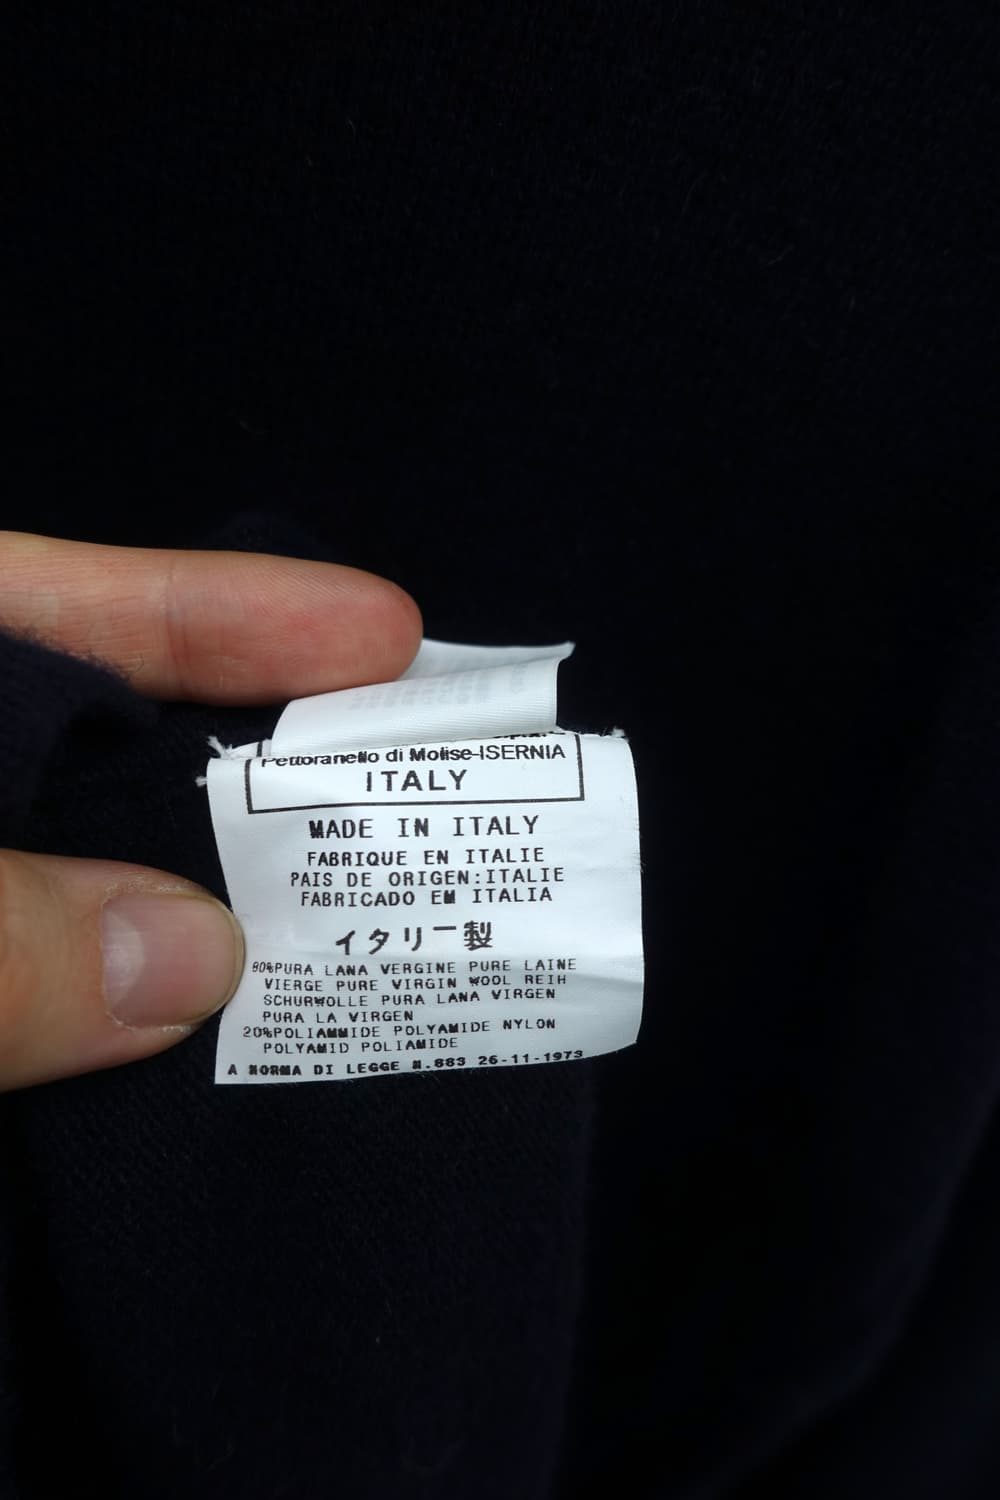 Pettoranello di Molise-ISERNIA
ITALY
MADE IN ITALY
FABRIQUE EN ITALIE
PAIS DE ORIGEN:ITALIE
FABRICADO EM ITALIA
イタリー製
80%PURA LANA VERGINE PURE LAINE
VIERGE PURE VIRGIN WOOL REIH
SCHURWOLLE PURA LANA VIRGEN
PURA LA VIRGEN
20%POLIAMMIDE POLYAMIDE NYLON
POLYAMID POLIAMIDE
A NORMA DI LEGGE N.883 26-11-1973